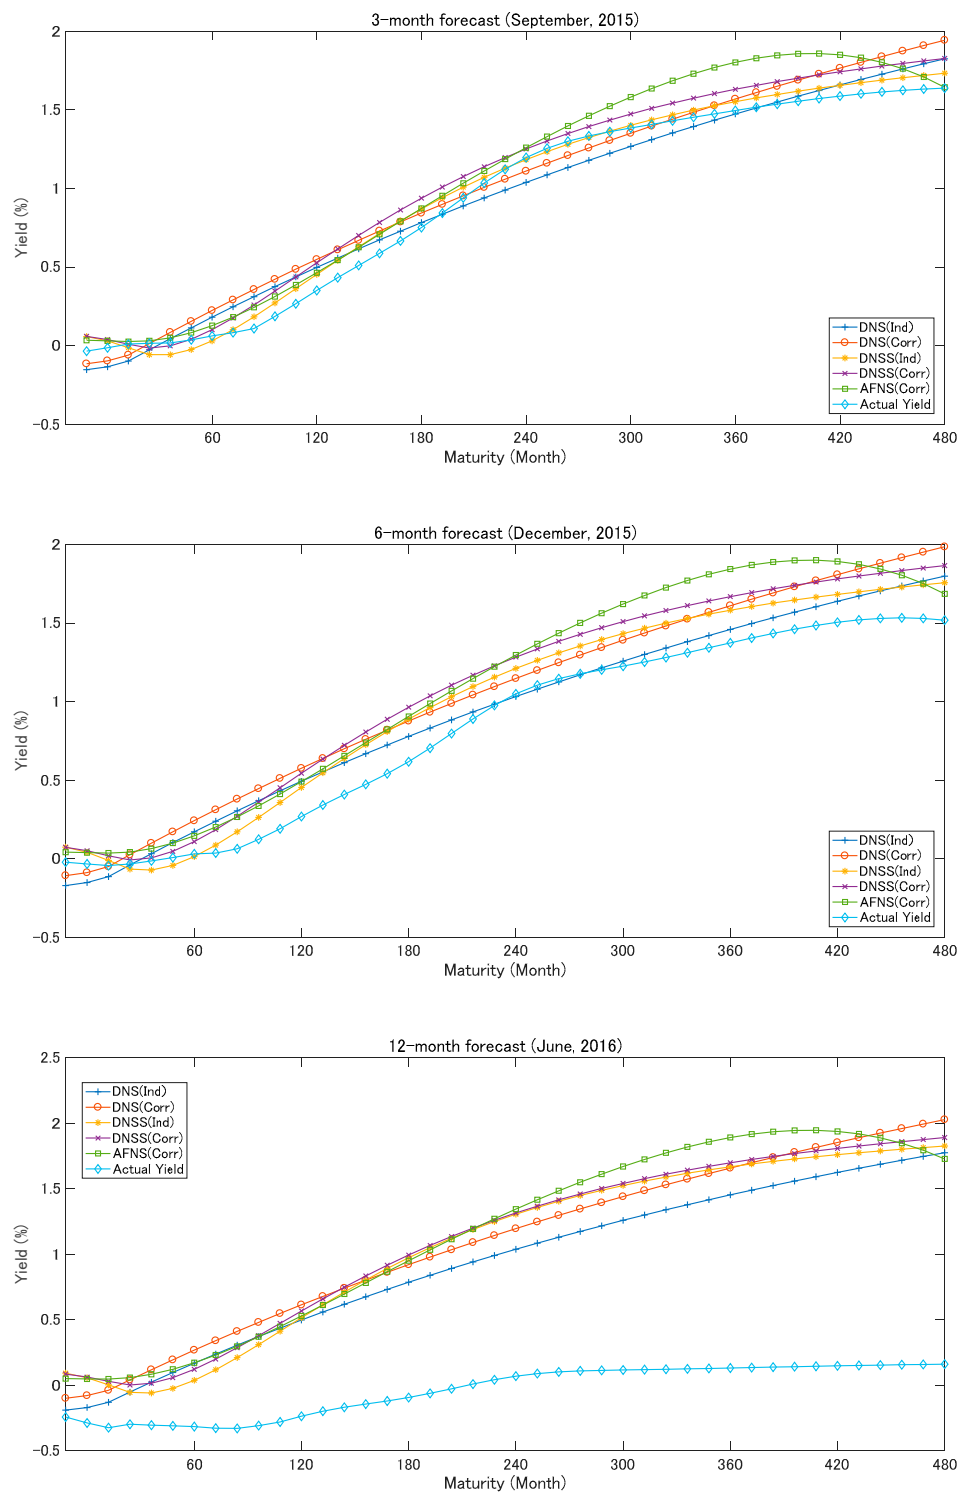 3-month forecast (September, 2015)
2
1.5
1
0.5
0
-0.5
Yield (%)
60 120 180 240 300 360 420 480
Maturity (Month)
DNS(Ind)
DNS(Corr)
DNSS(Ind)
DNSS(Corr)
AFNS(Corr)
Actual Yield
6-month forecast (December, 2015)
2
1.5
1
0.5
0
-0.5
Yield (%)
60 120 180 240 300 360 420 480
Maturity (Month)
DNS(Ind)
DNS(Corr)
DNSS(Ind)
DNSS(Corr)
AFNS(Corr)
Actual Yield
12-month forecast (June, 2016)
2.5
2
1.5
1
0.5
0
-0.5
Yield (%)
DNS(Ind)
DNS(Corr)
DNSS(Ind)
DNSS(Corr)
AFNS(Corr)
Actual Yield
60 120 180 240 300 360 420 480
Maturity (Month)